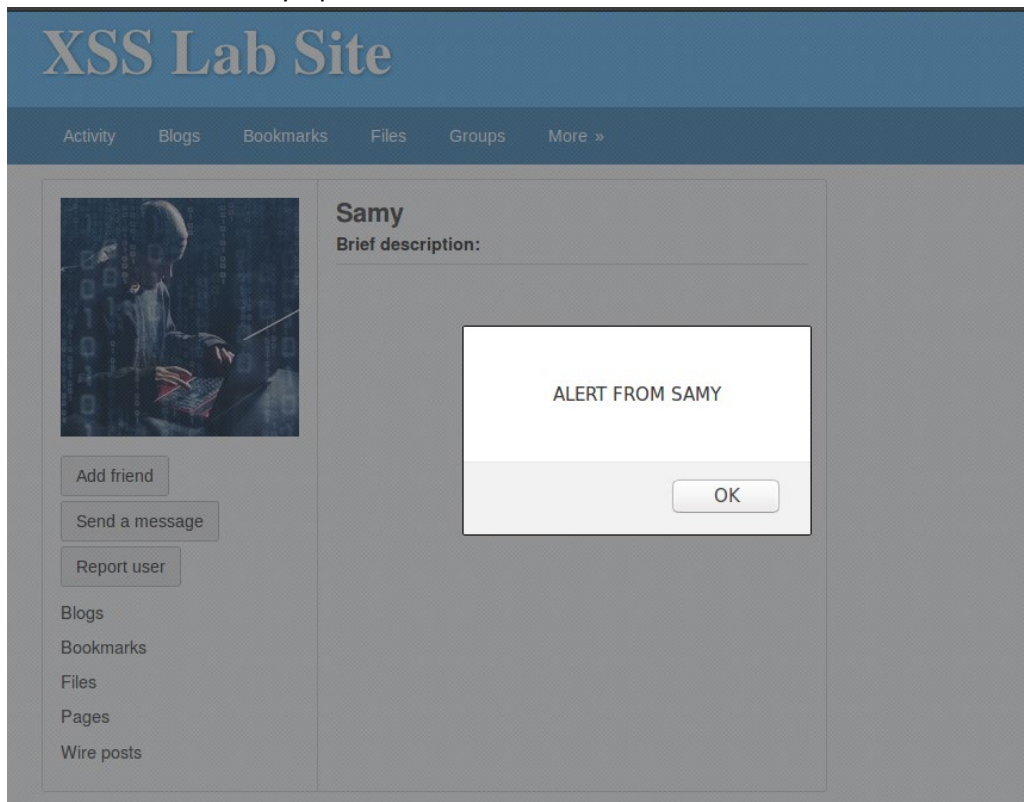 XSS Lab Site
Activity Blogs Bookmarks Files Groups More »
Samy
Brief description:
ALERT FROM SAMY
OK
Add friend
Send a message
Report user
Blogs
Bookmarks
Files
Pages
Wire posts